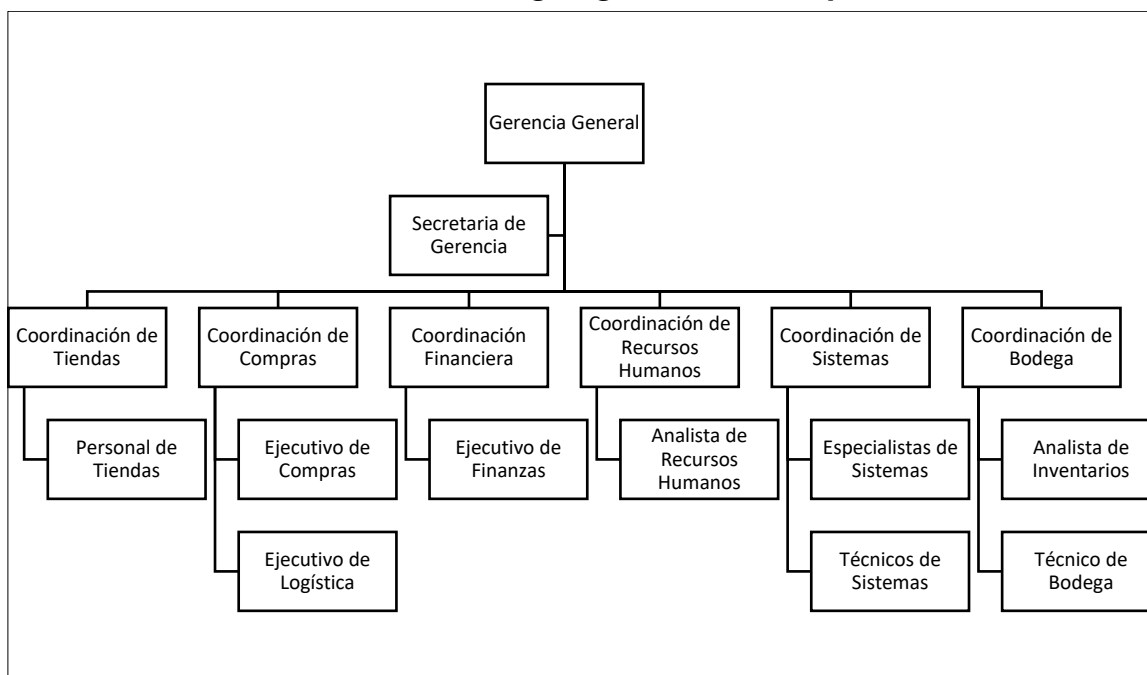 Gerencia General
Secretaria de
Gerencia
Coordinación de
Tiendas
Coordinación de
Compras
Coordinación
Financiera
Coordinación de
Recursos
Humanos
Coordinación de
Sistemas
Coordinación de
Bodega
Personal de
Tiendas
Ejecutivo de
Compras
Ejecutivo de
Finanzas
Analista de
Recursos
Humanos
Especialistas de
Sistemas
Analista de
Inventarios
Ejecutivo de
Logística
Técnicos de
Sistemas
Técnico de
Bodega